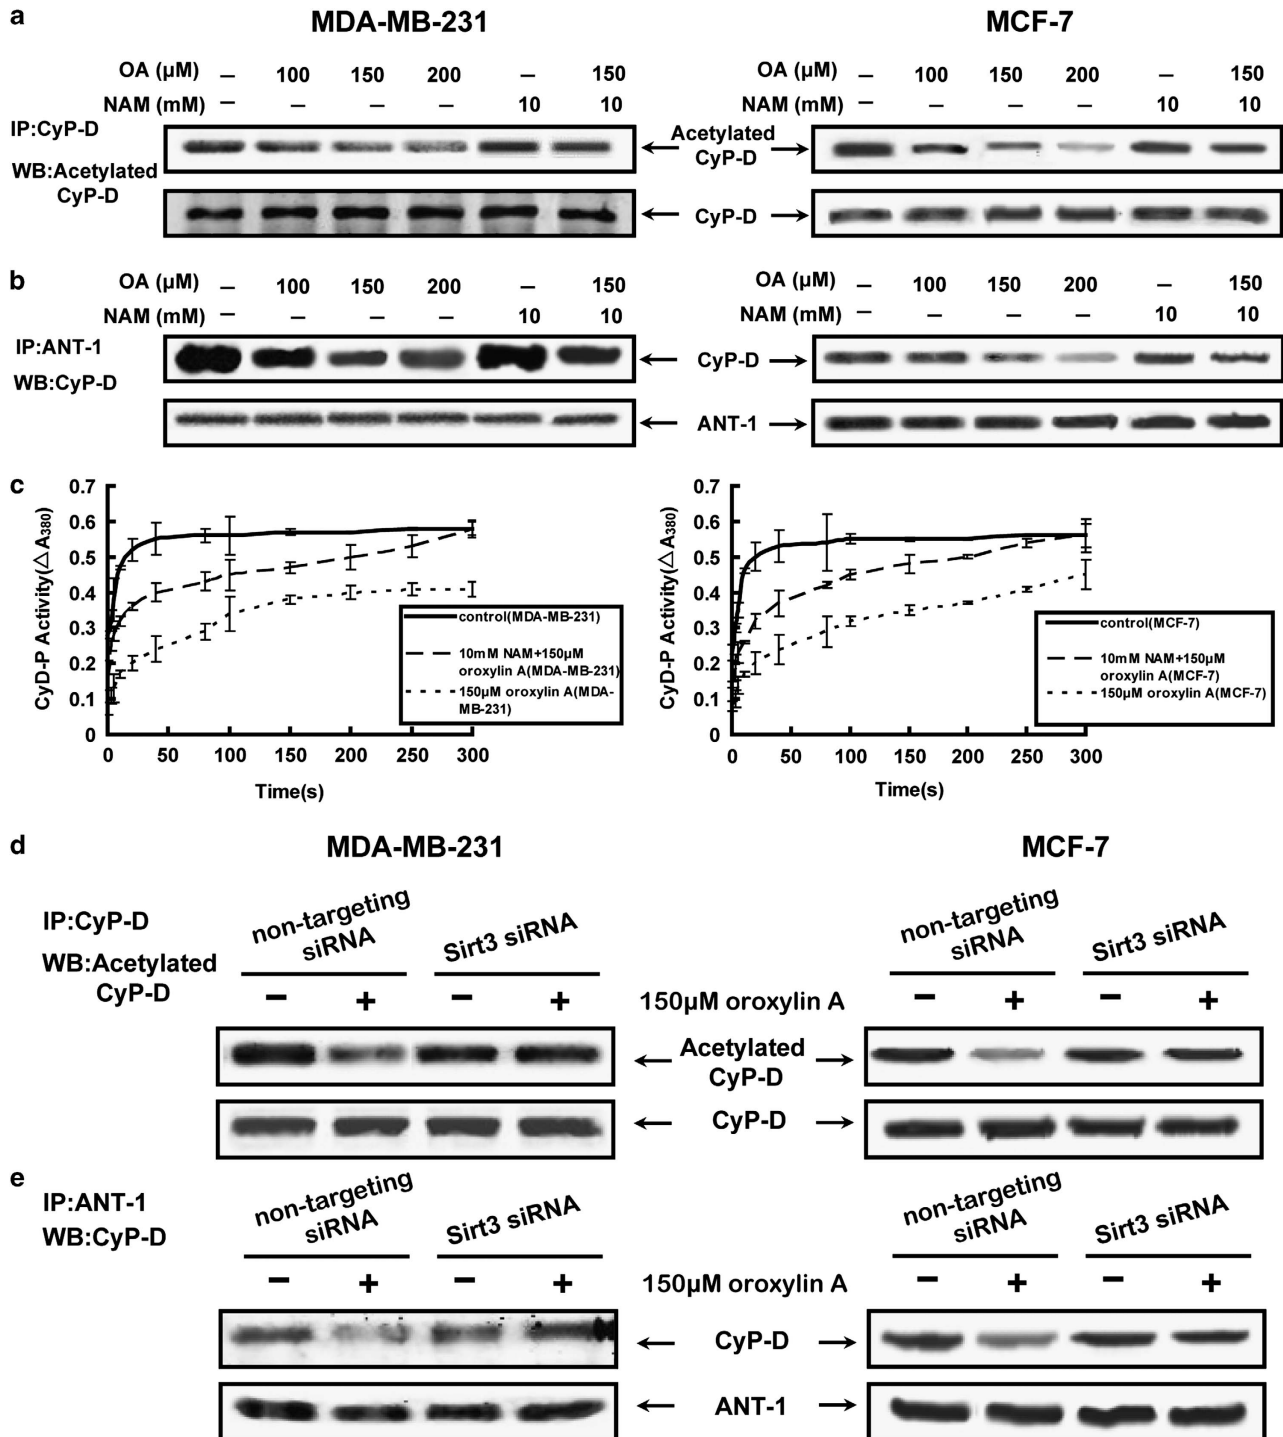 a
MDA-MB-231
MCF-7
OA (µM) – 100 150 200 – 150
NAM (mM) – – – – 10 10
OA (µM) – 100 150 200 – 150
NAM (mM) – – – – 10 10
IP:CyP-D
WB:Acetylated
CyP-D
Acetylated
CyP-D
CyP-D
b
OA (µM) – 100 150 200 – 150
NAM (mM) – – – – 10 10
OA (µM) – 100 150 200 – 150
NAM (mM) – – – – 10 10
IP:ANT-1
WB:CyP-D
CyP-D
ANT-1
c
CyD-P Activity(△A380)
0.7
0.6
0.5
0.4
0.3
0.2
0.1
0
0 50 100 150 200 250 300
Time(s)
control(MDA-MB-231)
10mM NAM+150µM
oroxylin A(MDA-MB-231)
150µM oroxylin A(MDA-
MB-231)
CyD-P Activity(△A380)
0.7
0.6
0.5
0.4
0.3
0.2
0.1
0
0 50 100 150 200 250 300
Time(s)
control(MCF-7)
10mM NAM+150µM
oroxylin A(MCF-7)
150µM oroxylin A(MCF-7)
d
MDA-MB-231
MCF-7
IP:CyP-D
WB:Acetylated
CyP-D
non-targeting
siRNA
Sirt3 siRNA
non-targeting
siRNA
Sirt3 siRNA
– + – + 150µM oroxylin A – + – +
Acetylated
CyP-D
CyP-D
e
IP:ANT-1
WB:CyP-D
non-targeting
siRNA
Sirt3 siRNA
non-targeting
siRNA
Sirt3 siRNA
– + – + 150µM oroxylin A – + – +
CyP-D
ANT-1